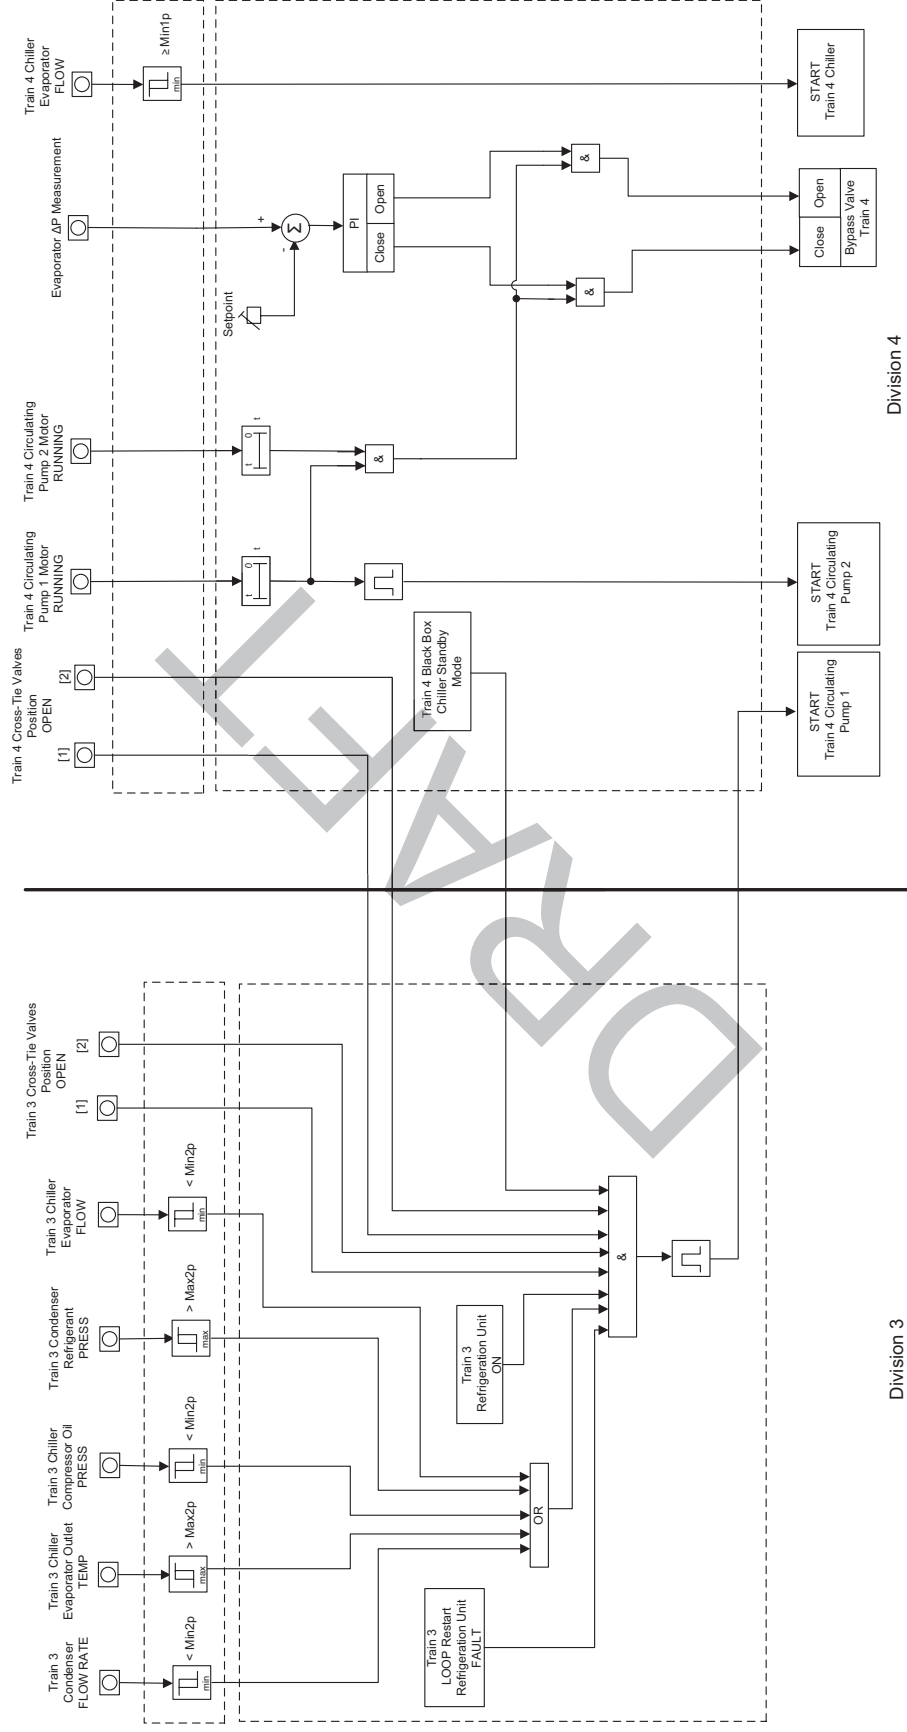 Train 4 Cross-Tie Valves
Position
OPEN
[1]
[2]
Train 4 Circulating
Pump 1 Motor
RUNNING
Train 4 Circulating
Pump 2 Motor
RUNNING
Evaporator ΔP Measurement
Train 4 Chiller
Evaporator
FLOW
min
≥ Min1p
t
0
t
t
0
t
Setpoint
+
-
Σ
PI
Close
Open
&
&
&
Train 4 Black Box
Chiller Standby
Mode
START
Train 4 Circulating
Pump 1
START
Train 4 Circulating
Pump 2
Close
Open
Bypass Valve
Train 4
START
Train 4 Chiller
Division 4
Train 3
Condenser
FLOW RATE
Train 3 Chiller
Evaporator Outlet
TEMP
Train 3 Chiller
Compressor Oil
PRESS
Train 3 Condenser
Refrigerant
PRESS
Train 3 Chiller
Evaporator
FLOW
Train 3 Cross-Tie Valves
Position
OPEN
[1]
[2]
min
< Min2p
max
> Max2p
min
< Min2p
max
> Max2p
min
< Min2p
Train 3
LOOP Restart
Refrigeration Unit
FAULT
OR
Train 3
Refrigeration Unit
ON
&
Division 3
DRAFT